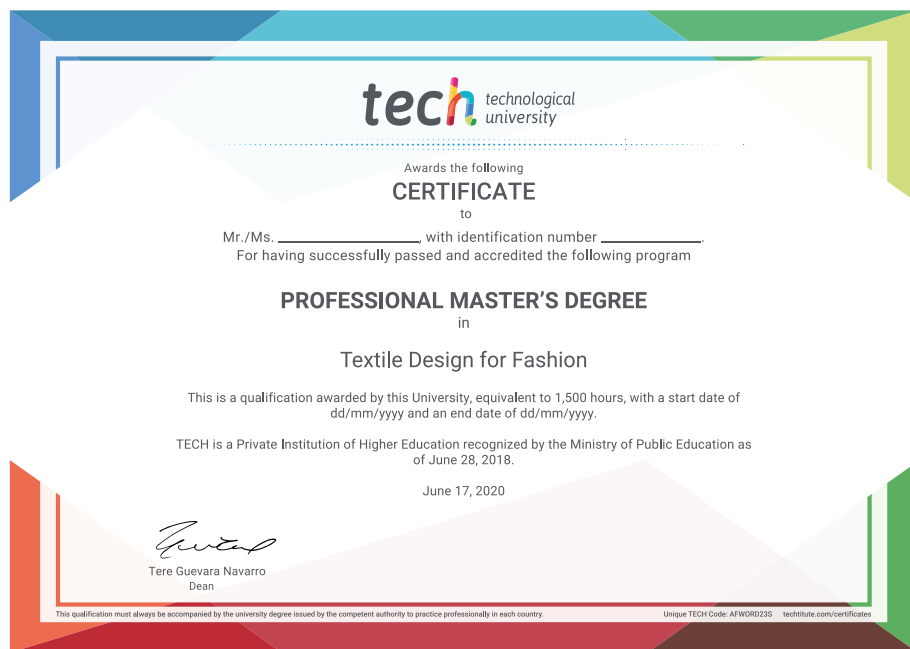 tech technological
university
Awards the following
CERTIFICATE
to
Mr./Ms. ____________, with identification number ____________.
For having successfully passed and accredited the following program
PROFESSIONAL MASTER'S DEGREE
in
Textile Design for Fashion
This is a qualification awarded by this University, equivalent to 1,500 hours, with a start date of
dd/mm/yyyy and an end date of dd/mm/yyyy.
TECH is a Private Institution of Higher Education recognized by the Ministry of Public Education as
of June 28, 2018.
June 17, 2020
Tere Guevara Navarro
Dean
This qualification must always be accompanied by the university degree issued by the competent authority to practice professionally in each country. Unique TECH Code: AFWORD23S techtitute.com/certificates